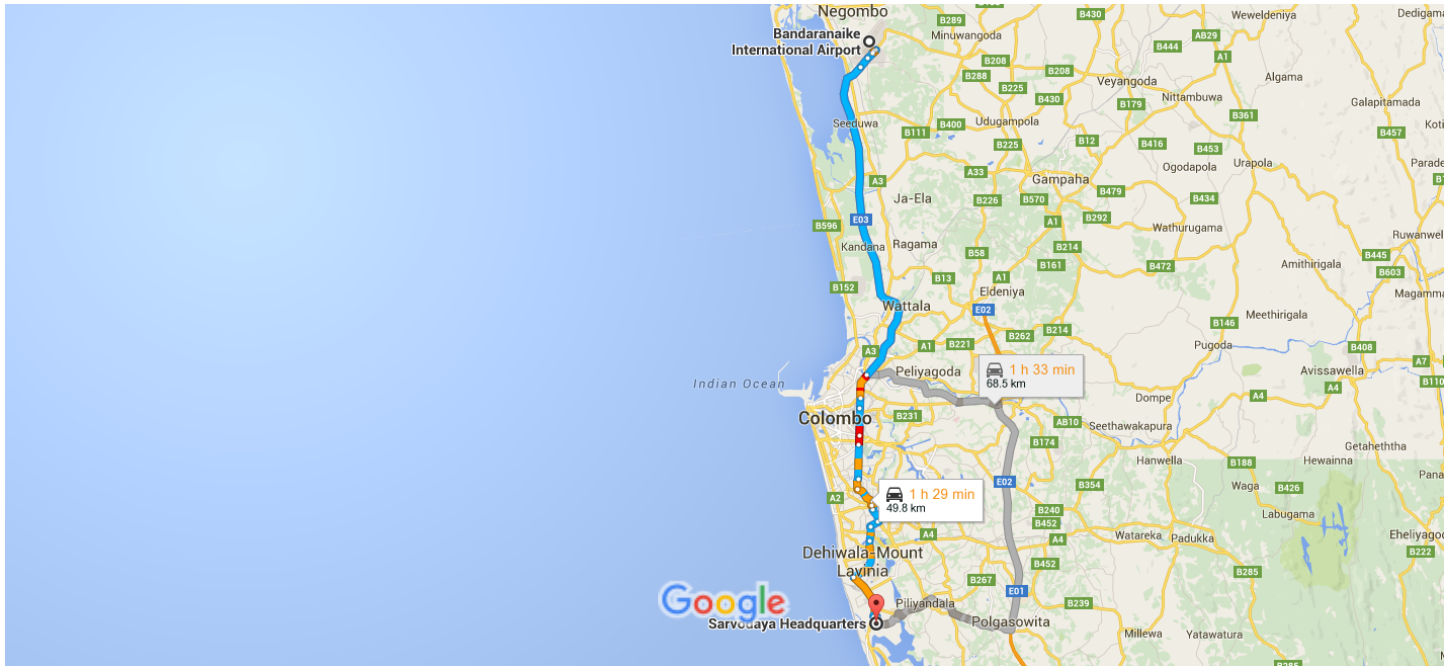 Negombo
B289
B430
Weweldeniya
Dedigama
Bandaranaike
International Airport
Minuwangoda
AB29
B444
A1
B208
B208
B288
Veyangoda
Algama
B225
B430
B179
Nittambuwa
Galapitamada
Seeduwa
B400
Udugampola
B361
B111
B12
B457
B225
B416
B453
Ogodapola
Urapola
A3
A33
Gampaha
B479
Ja-Ela
B226
B570
B434
E03
B596
A1
B292
Wathurugama
Kandana
Ragama
B58
B214
B445
B161
B472
Amithirigala
B603
B13
A1
B152
Eldeniya
Wattala
E02
Meethirigala
B146
B262
B214
A3
A1
B221
Pugoda
B408
Peliyagoda
1 h 33 min
68.5 km
A7
Avissawella
Indian Ocean
Dompe
A4
A4
Colombo
B231
AB10
Seethawakapura
B174
Getaheththa
Hanwella
B188
Hewainna
E02
B354
Waga
B426
1 h 29 min
49.8 km
A2
B240
Labugama
B452
A4
A4
Watareka
Padukka
B222
Dehiwala-Mount
Lavinia
B452
B285
B267
E01
Google
Piliyandala
B239
Sarvodaya Headquarters
Polgasowita
Millewa
Yatawatura
B285